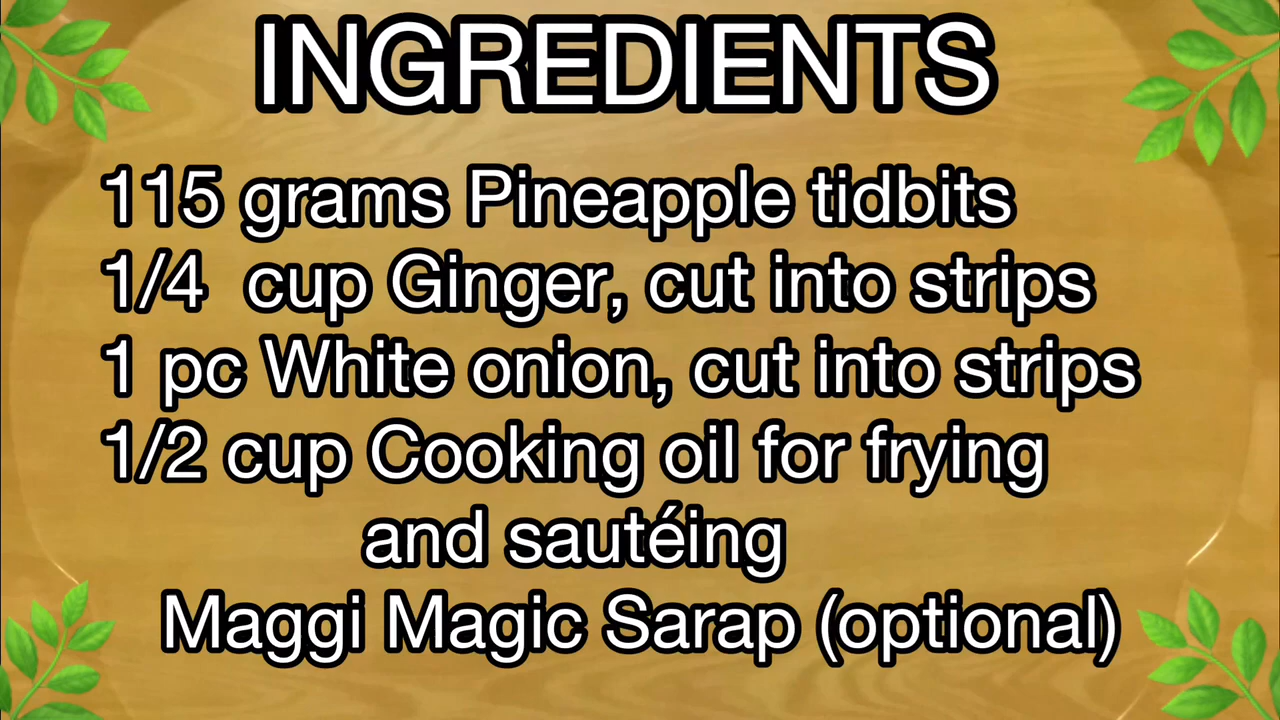 INGREDIENTS
115 grams Pineapple tidbits
1/4 cup Ginger, cut into strips
1 pc White onion, cut into strips
1/2 cup Cooking oil for frying
and sautéing
Maggi Magic Sarap (optional)